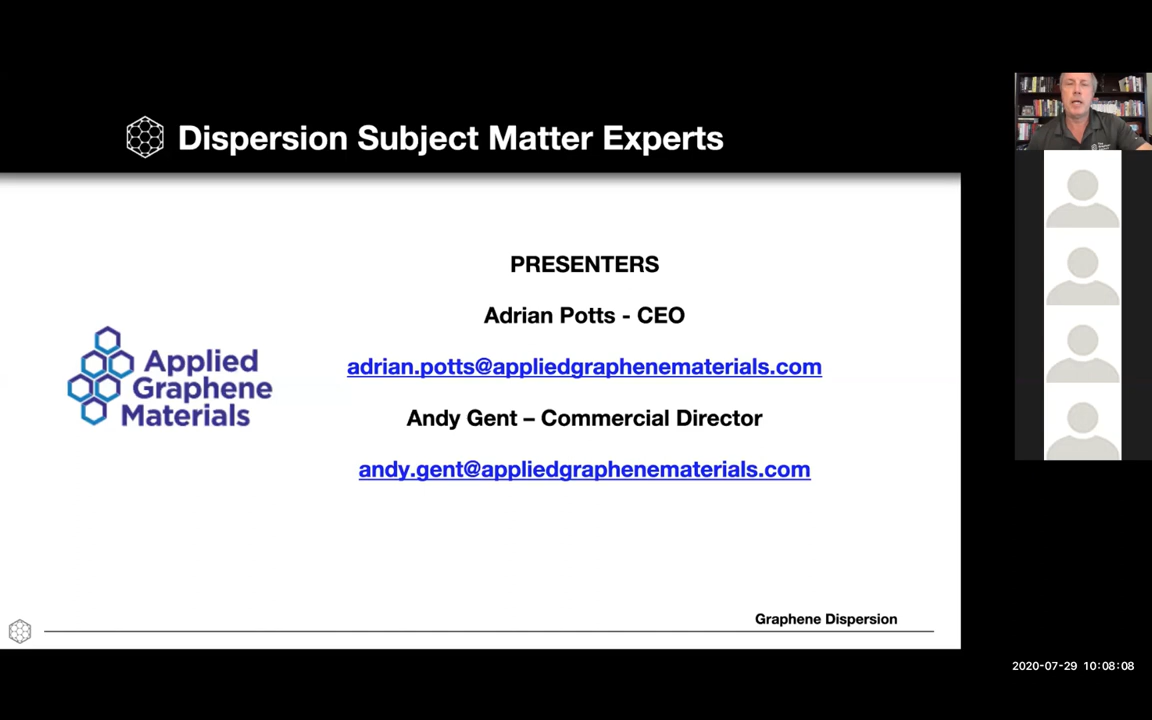 Dispersion Subject Matter Experts
PRESENTERS
Adrian Potts - CEO
adrian.potts@appliedgraphenematerials.com
Andy Gent – Commercial Director
andy.gent@appliedgraphenematerials.com
Applied
Graphene
Materials
Graphene Dispersion
2020-07-29 10:08:08